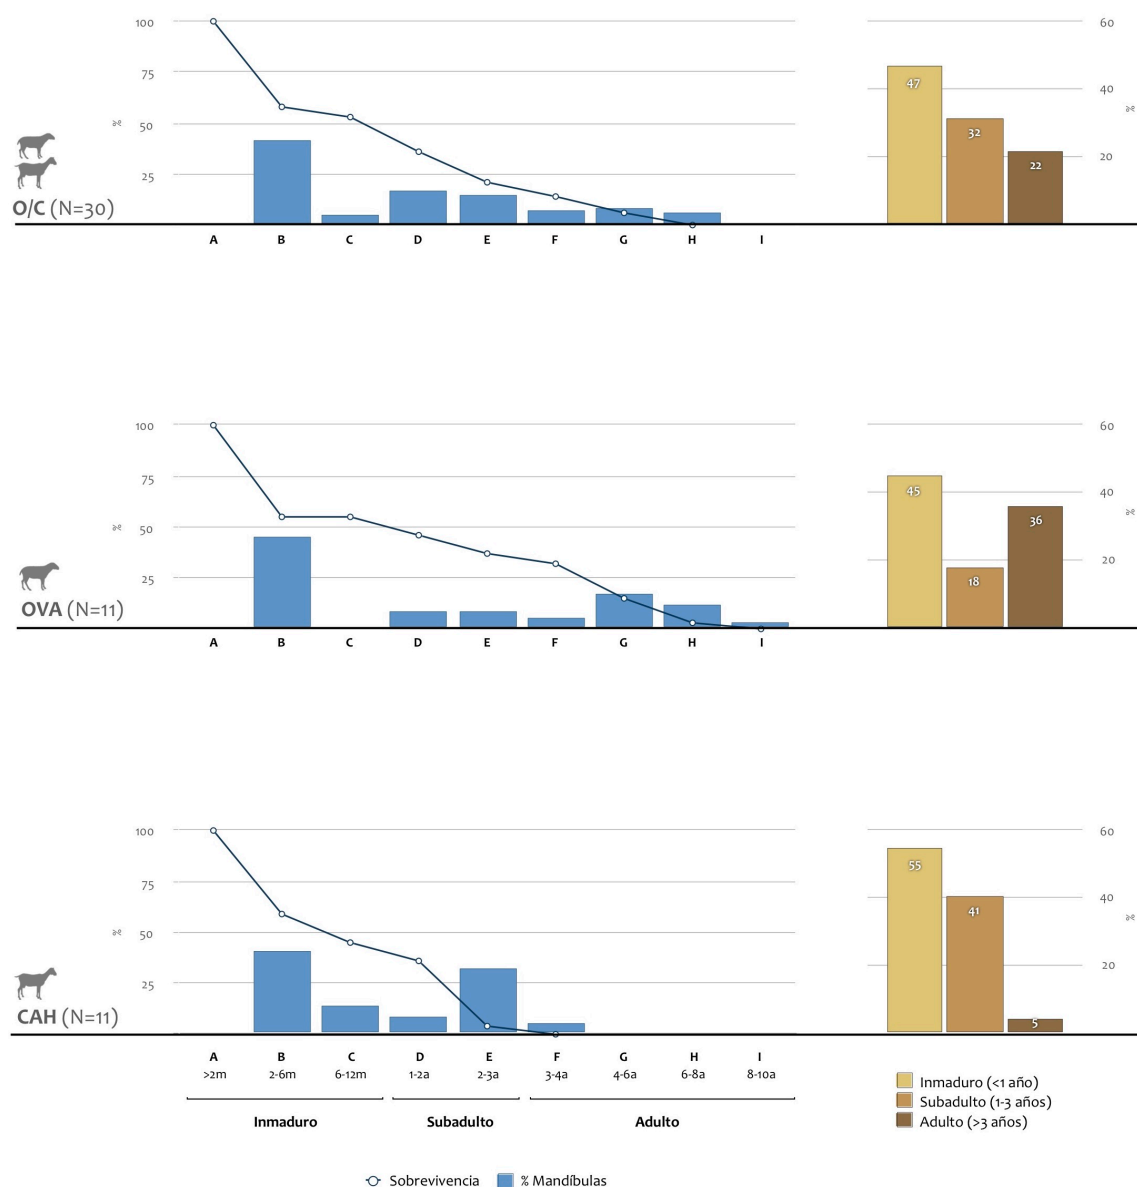 100
75
% 50
25
O/C (N=30)
A B C D E F G H I
60
40
%
20
47
32
22
100
75
% 50
25
OVA (N=11)
A B C D E F G H I
60
40
%
20
45
18
36
100
75
% 50
25
CAH (N=11)
A B C D E F G H I
>2m 2-6m 6-12m 1-2a 2-3a 3-4a 4-6a 6-8a 8-10a
Inmaduro Subadulto Adulto
60
40
%
20
55
41
5
Inmaduro (<1 año)
Subadulto (1-3 años)
Adulto (>3 años)
Sobrevivencia % Mandíbulas